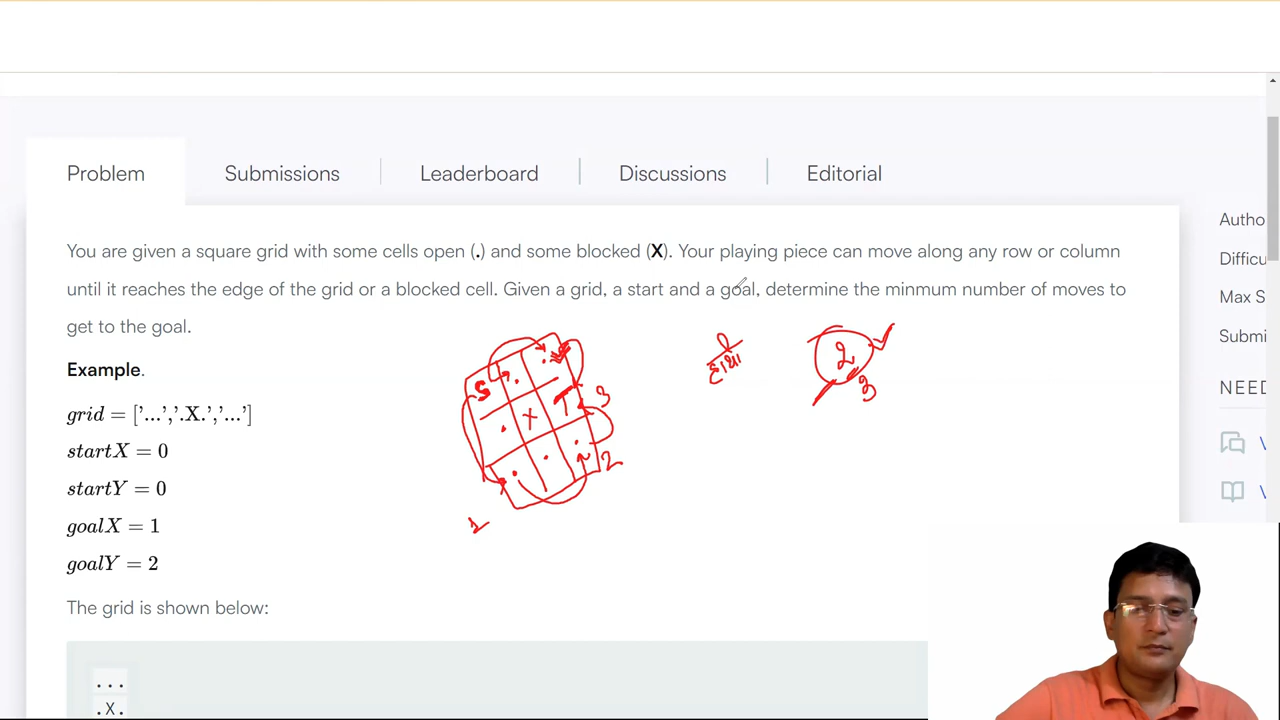 Problem Submissions Leaderboard Discussions Editorial
You are given a square grid with some cells open (.) and some blocked (X). Your playing piece can move along any row or column
until it reaches the edge of the grid or a blocked cell. Given a grid, a start and a goal, determine the minmum number of moves to
get to the goal.
Example.
grid = ['...','.X.','...']
startX = 0
startY = 0
goalX = 1
goalY = 2
The grid is shown below:
...
.X.
S . .
. X T
. . .
1
2
3
2
3
Autho
Difficu
Max S
Submi
NEED
V
V